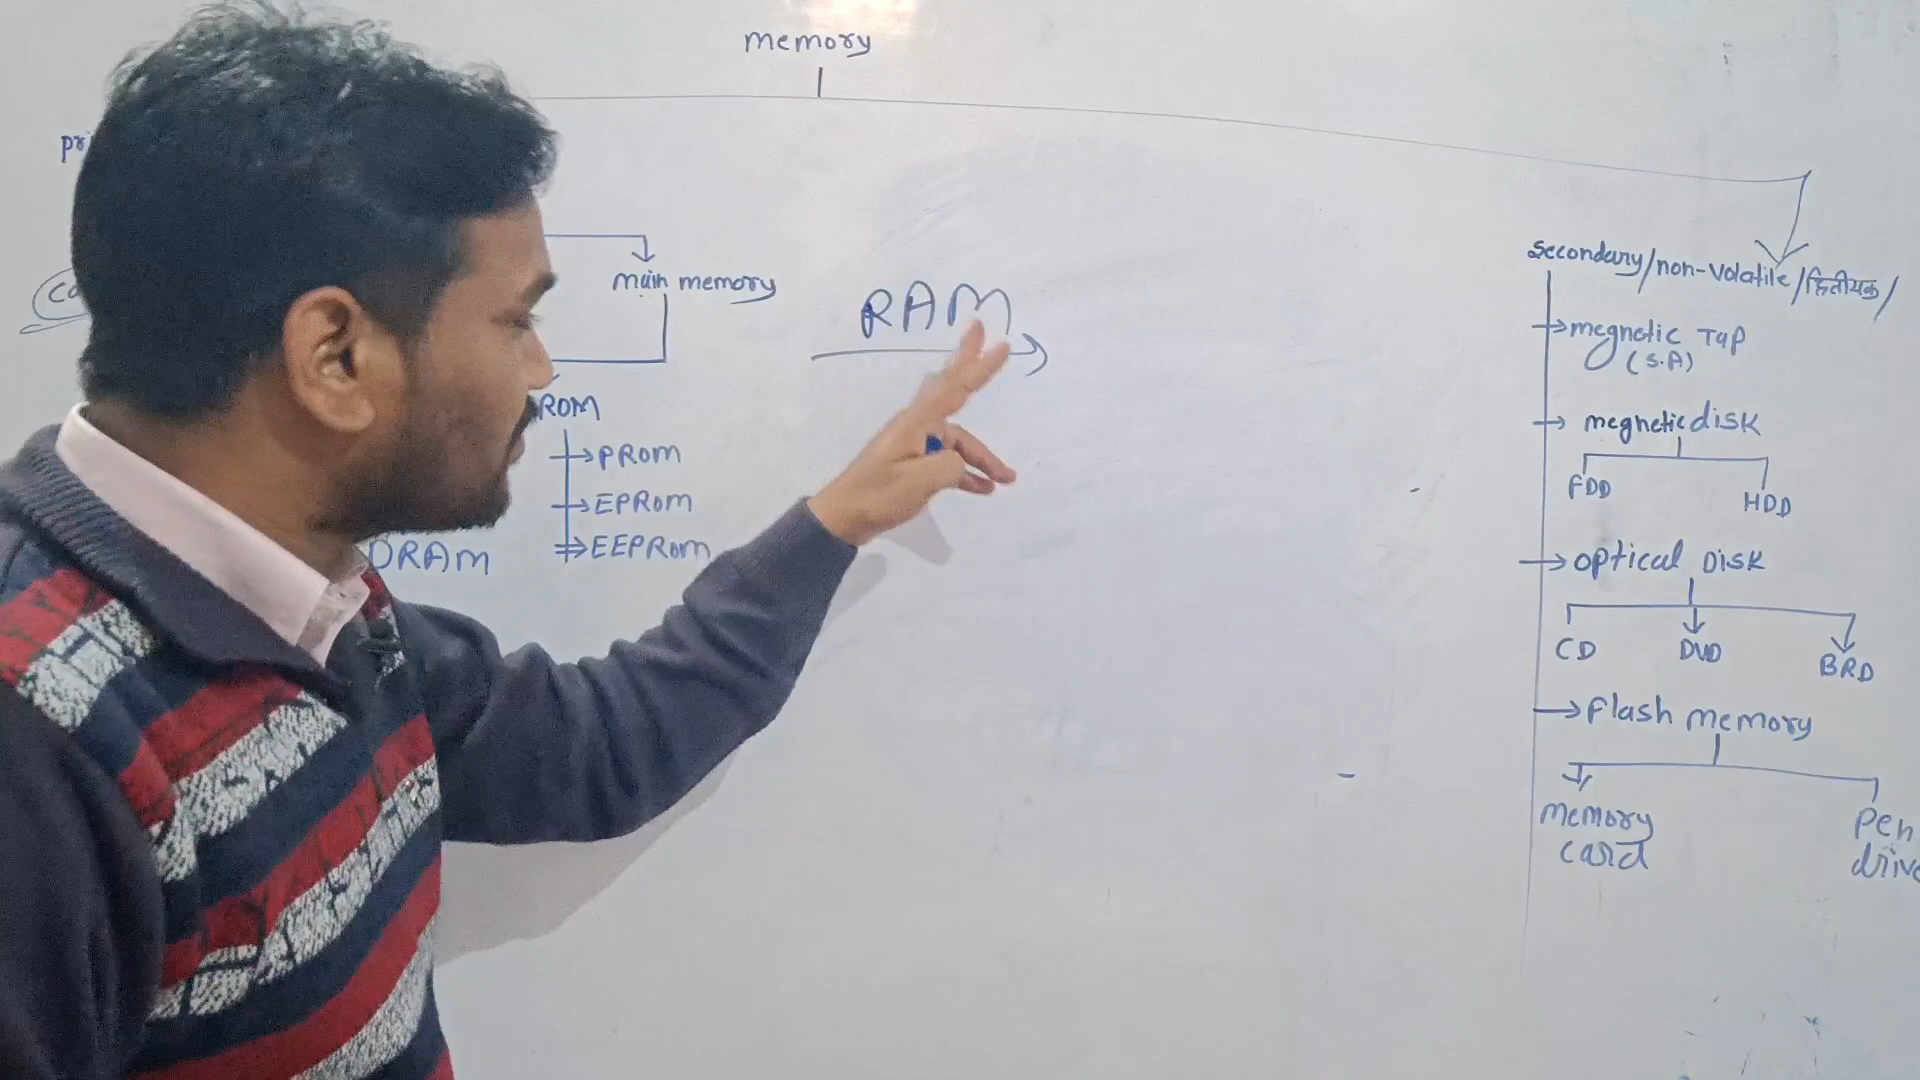 memory
main memory
RAM
ROM
PROM
EPROM
EEPROM
DRAM
Secondary/non-volatile/द्वितीयक/
megnetic Tap
(S.A)
megnetic disk
FDD
HDD
optical Disk
CD
DVD
BRD
Flash memory
memory
card
Pen
drive